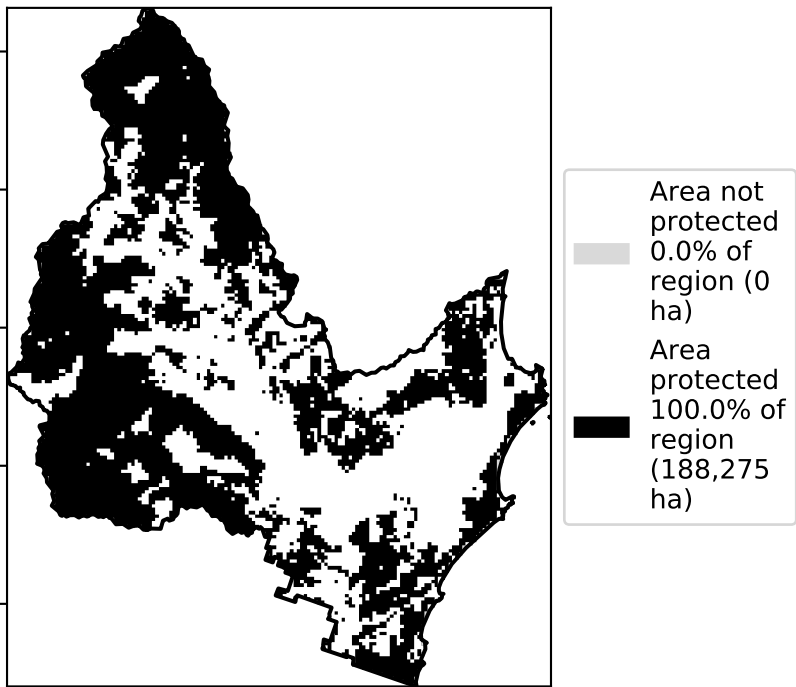 Area not
protected
0.0% of
region (0
ha)
Area
protected
100.0% of
region
(188,275
ha)